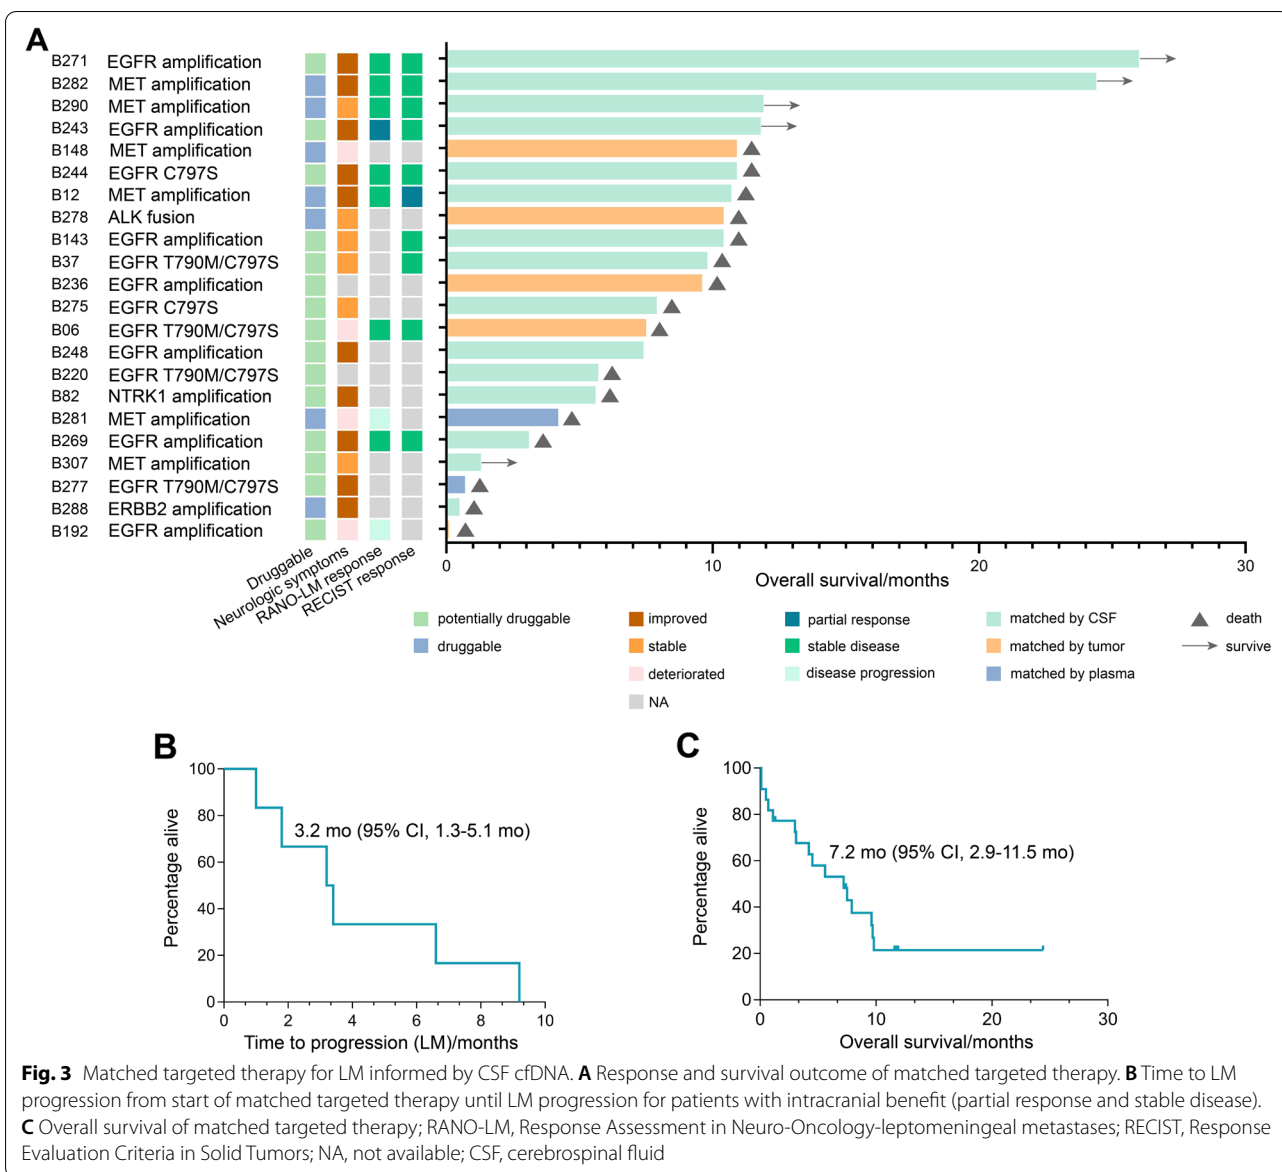 A
B271 EGFR amplification
B282 MET amplification
B290 MET amplification
B243 EGFR amplification
B148 MET amplification
B244 EGFR C797S
B12 MET amplification
B278 ALK fusion
B143 EGFR amplification
B37 EGFR T790M/C797S
B236 EGFR amplification
B275 EGFR C797S
B06 EGFR T790M/C797S
B248 EGFR amplification
B220 EGFR T790M/C797S
B82 NTRK1 amplification
B281 MET amplification
B269 EGFR amplification
B307 MET amplification
B277 EGFR T790M/C797S
B288 ERBB2 amplification
B192 EGFR amplification
Druggable
Neurologic symptoms
RANO-LM response
RECIST response
0 10 20 30
Overall survival/months
potentially druggable
druggable
improved
stable
deteriorated
NA
partial response
stable disease
disease progression
matched by CSF
matched by tumor
matched by plasma
death
survive
B
100
80
60
40
20
0
Percentage alive
3.2 mo (95% CI, 1.3-5.1 mo)
0 2 4 6 8 10
Time to progression (LM)/months
C
100
80
60
40
20
0
Percentage alive
7.2 mo (95% CI, 2.9-11.5 mo)
0 10 20 30
Overall survival/months
Fig. 3 Matched targeted therapy for LM informed by CSF cfDNA. A Response and survival outcome of matched targeted therapy. B Time to LM
progression from start of matched targeted therapy until LM progression for patients with intracranial benefit (partial response and stable disease).
C Overall survival of matched targeted therapy; RANO-LM, Response Assessment in Neuro-Oncology-leptomeningeal metastases; RECIST, Response
Evaluation Criteria in Solid Tumors; NA, not available; CSF, cerebrospinal fluid